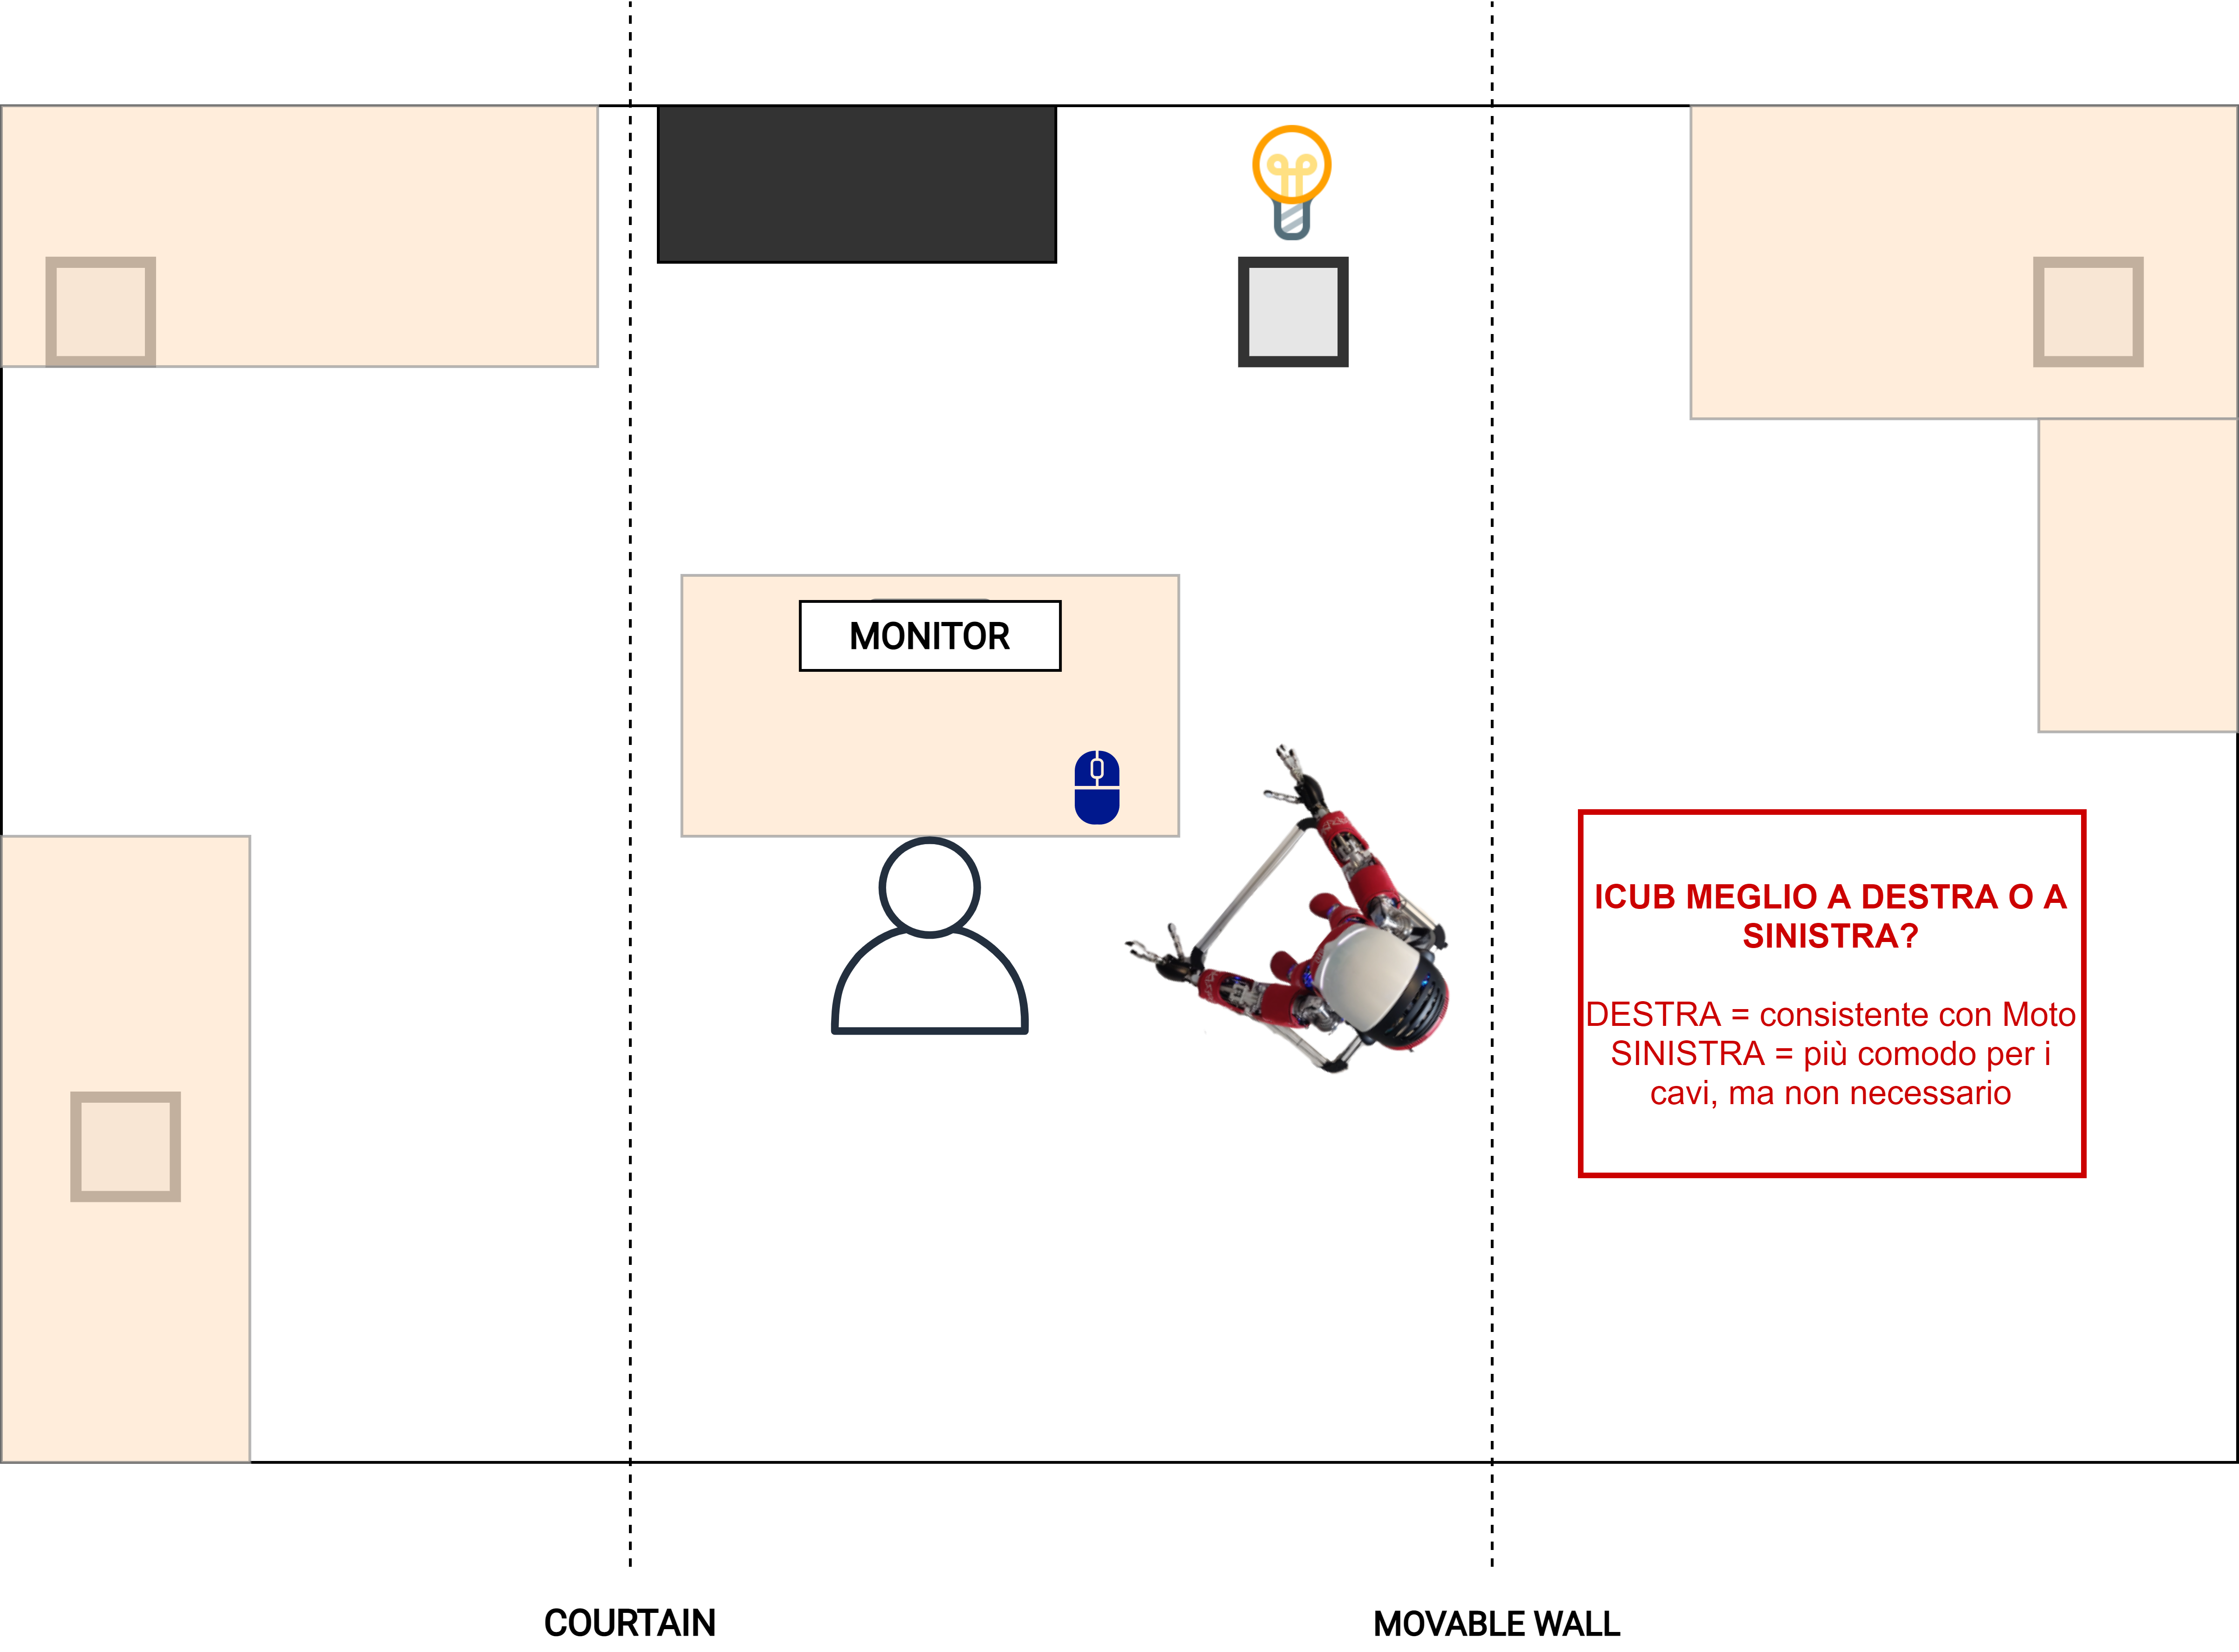 MONITOR
ICUB MEGLIO A DESTRA O A
SINISTRA?
DESTRA = consistente con Moto
SINISTRA = più comodo per i
cavi, ma non necessario
COURTAIN
MOVABLE WALL